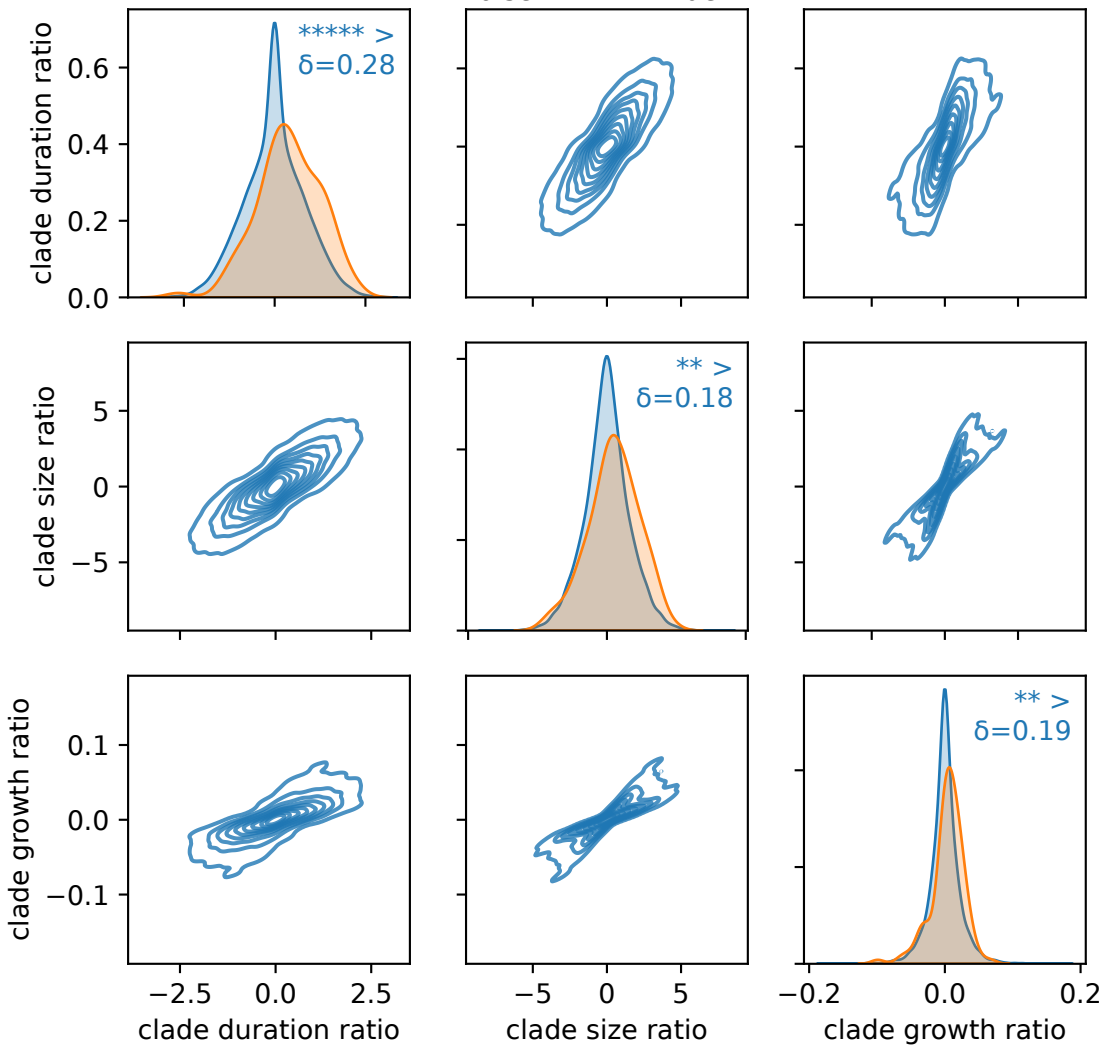 clade duration ratio
0.6
0.4
0.2
0.0
***** >
δ=0.28
clade size ratio
5
0
−5
** >
δ=0.18
clade growth ratio
0.1
0.0
−0.1
** >
δ=0.19
−2.5 0.0 2.5
−5 0 5
−0.2 0.0 0.2
clade duration ratio
clade size ratio
clade growth ratio